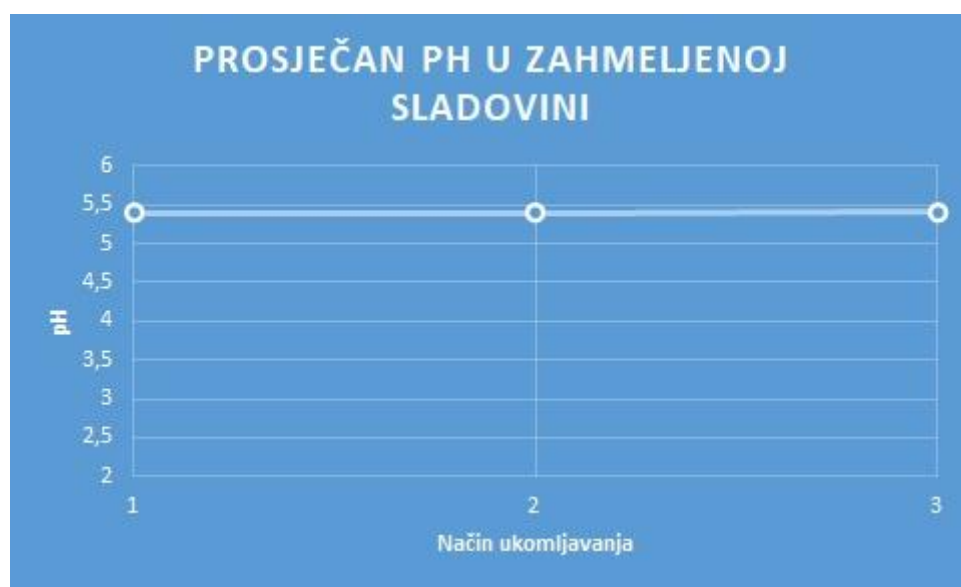 PROSJEČAN PH U ZAHMELJENOJ
SLADOVINI
6
5,5
5
4,5
4
3,5
3
2,5
2
pH
1 2 3
Način ukomljavanja